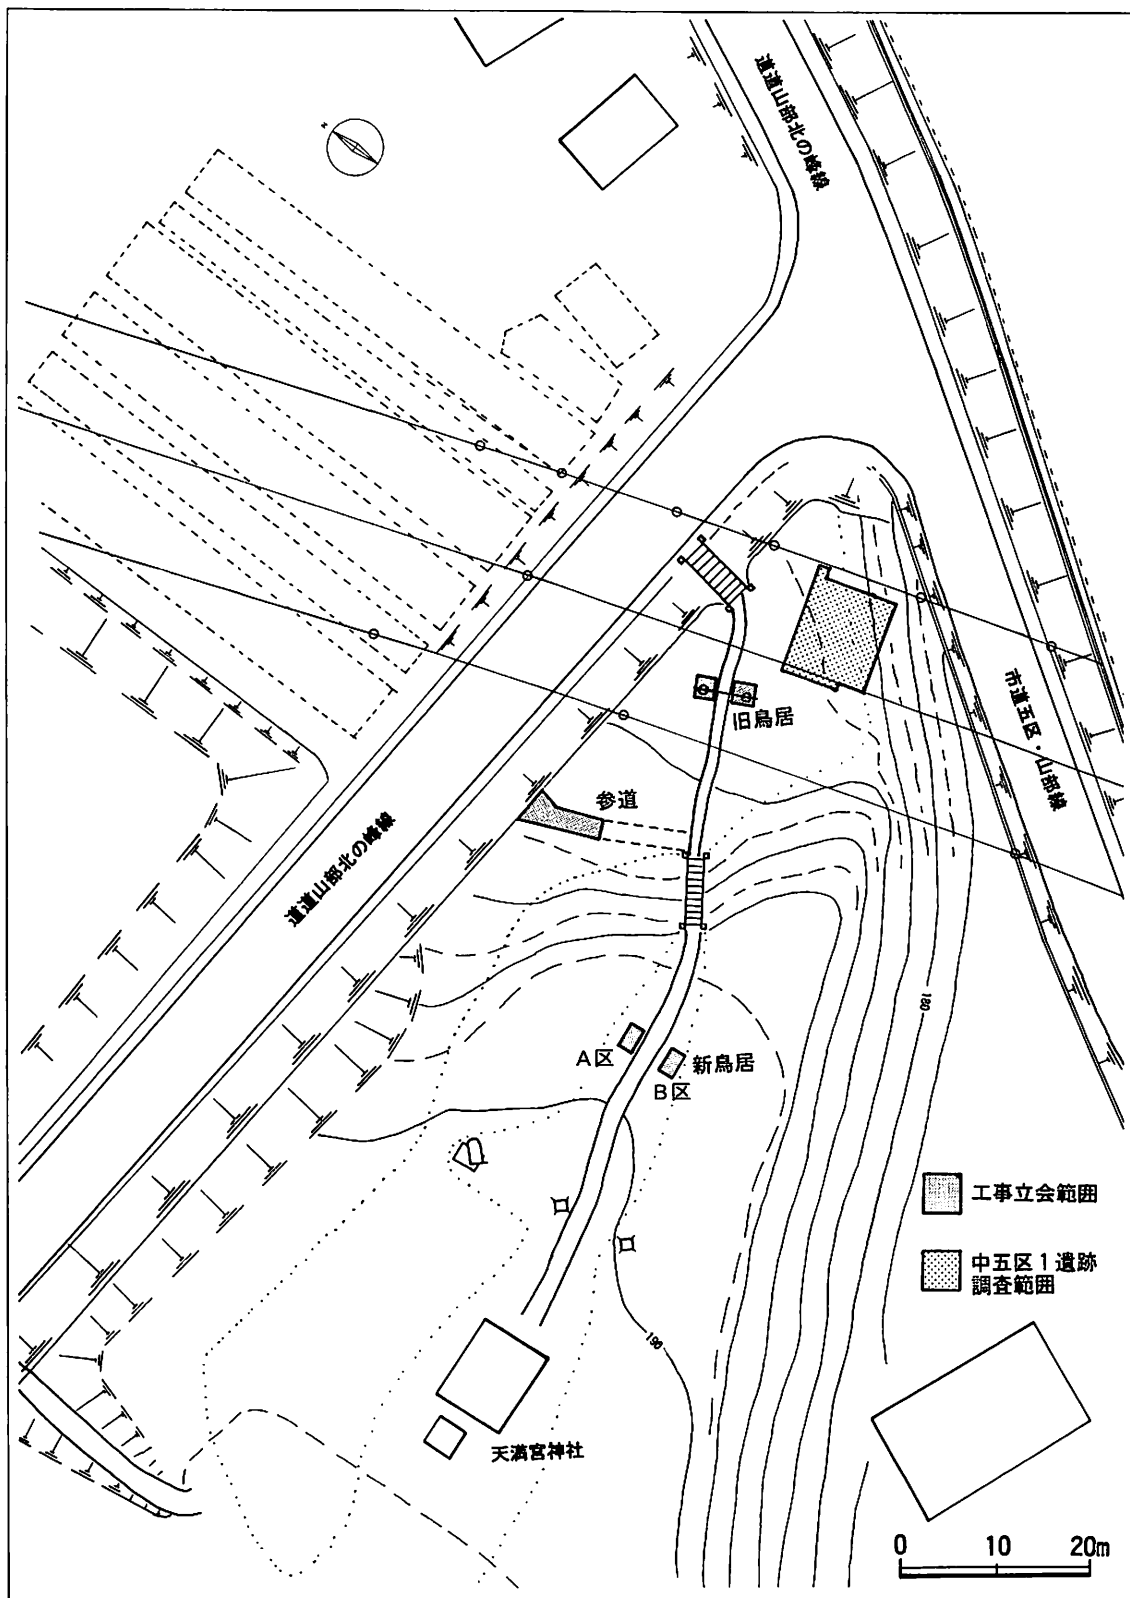 道道山部北の峰線
N
旧鳥居
市道五区・山部線
参道
道道山部北の峰線
180
A区
新鳥居
B区
工事立会範囲
中五区1遺跡
調査範囲
190
天満宮神社
0 10 20m